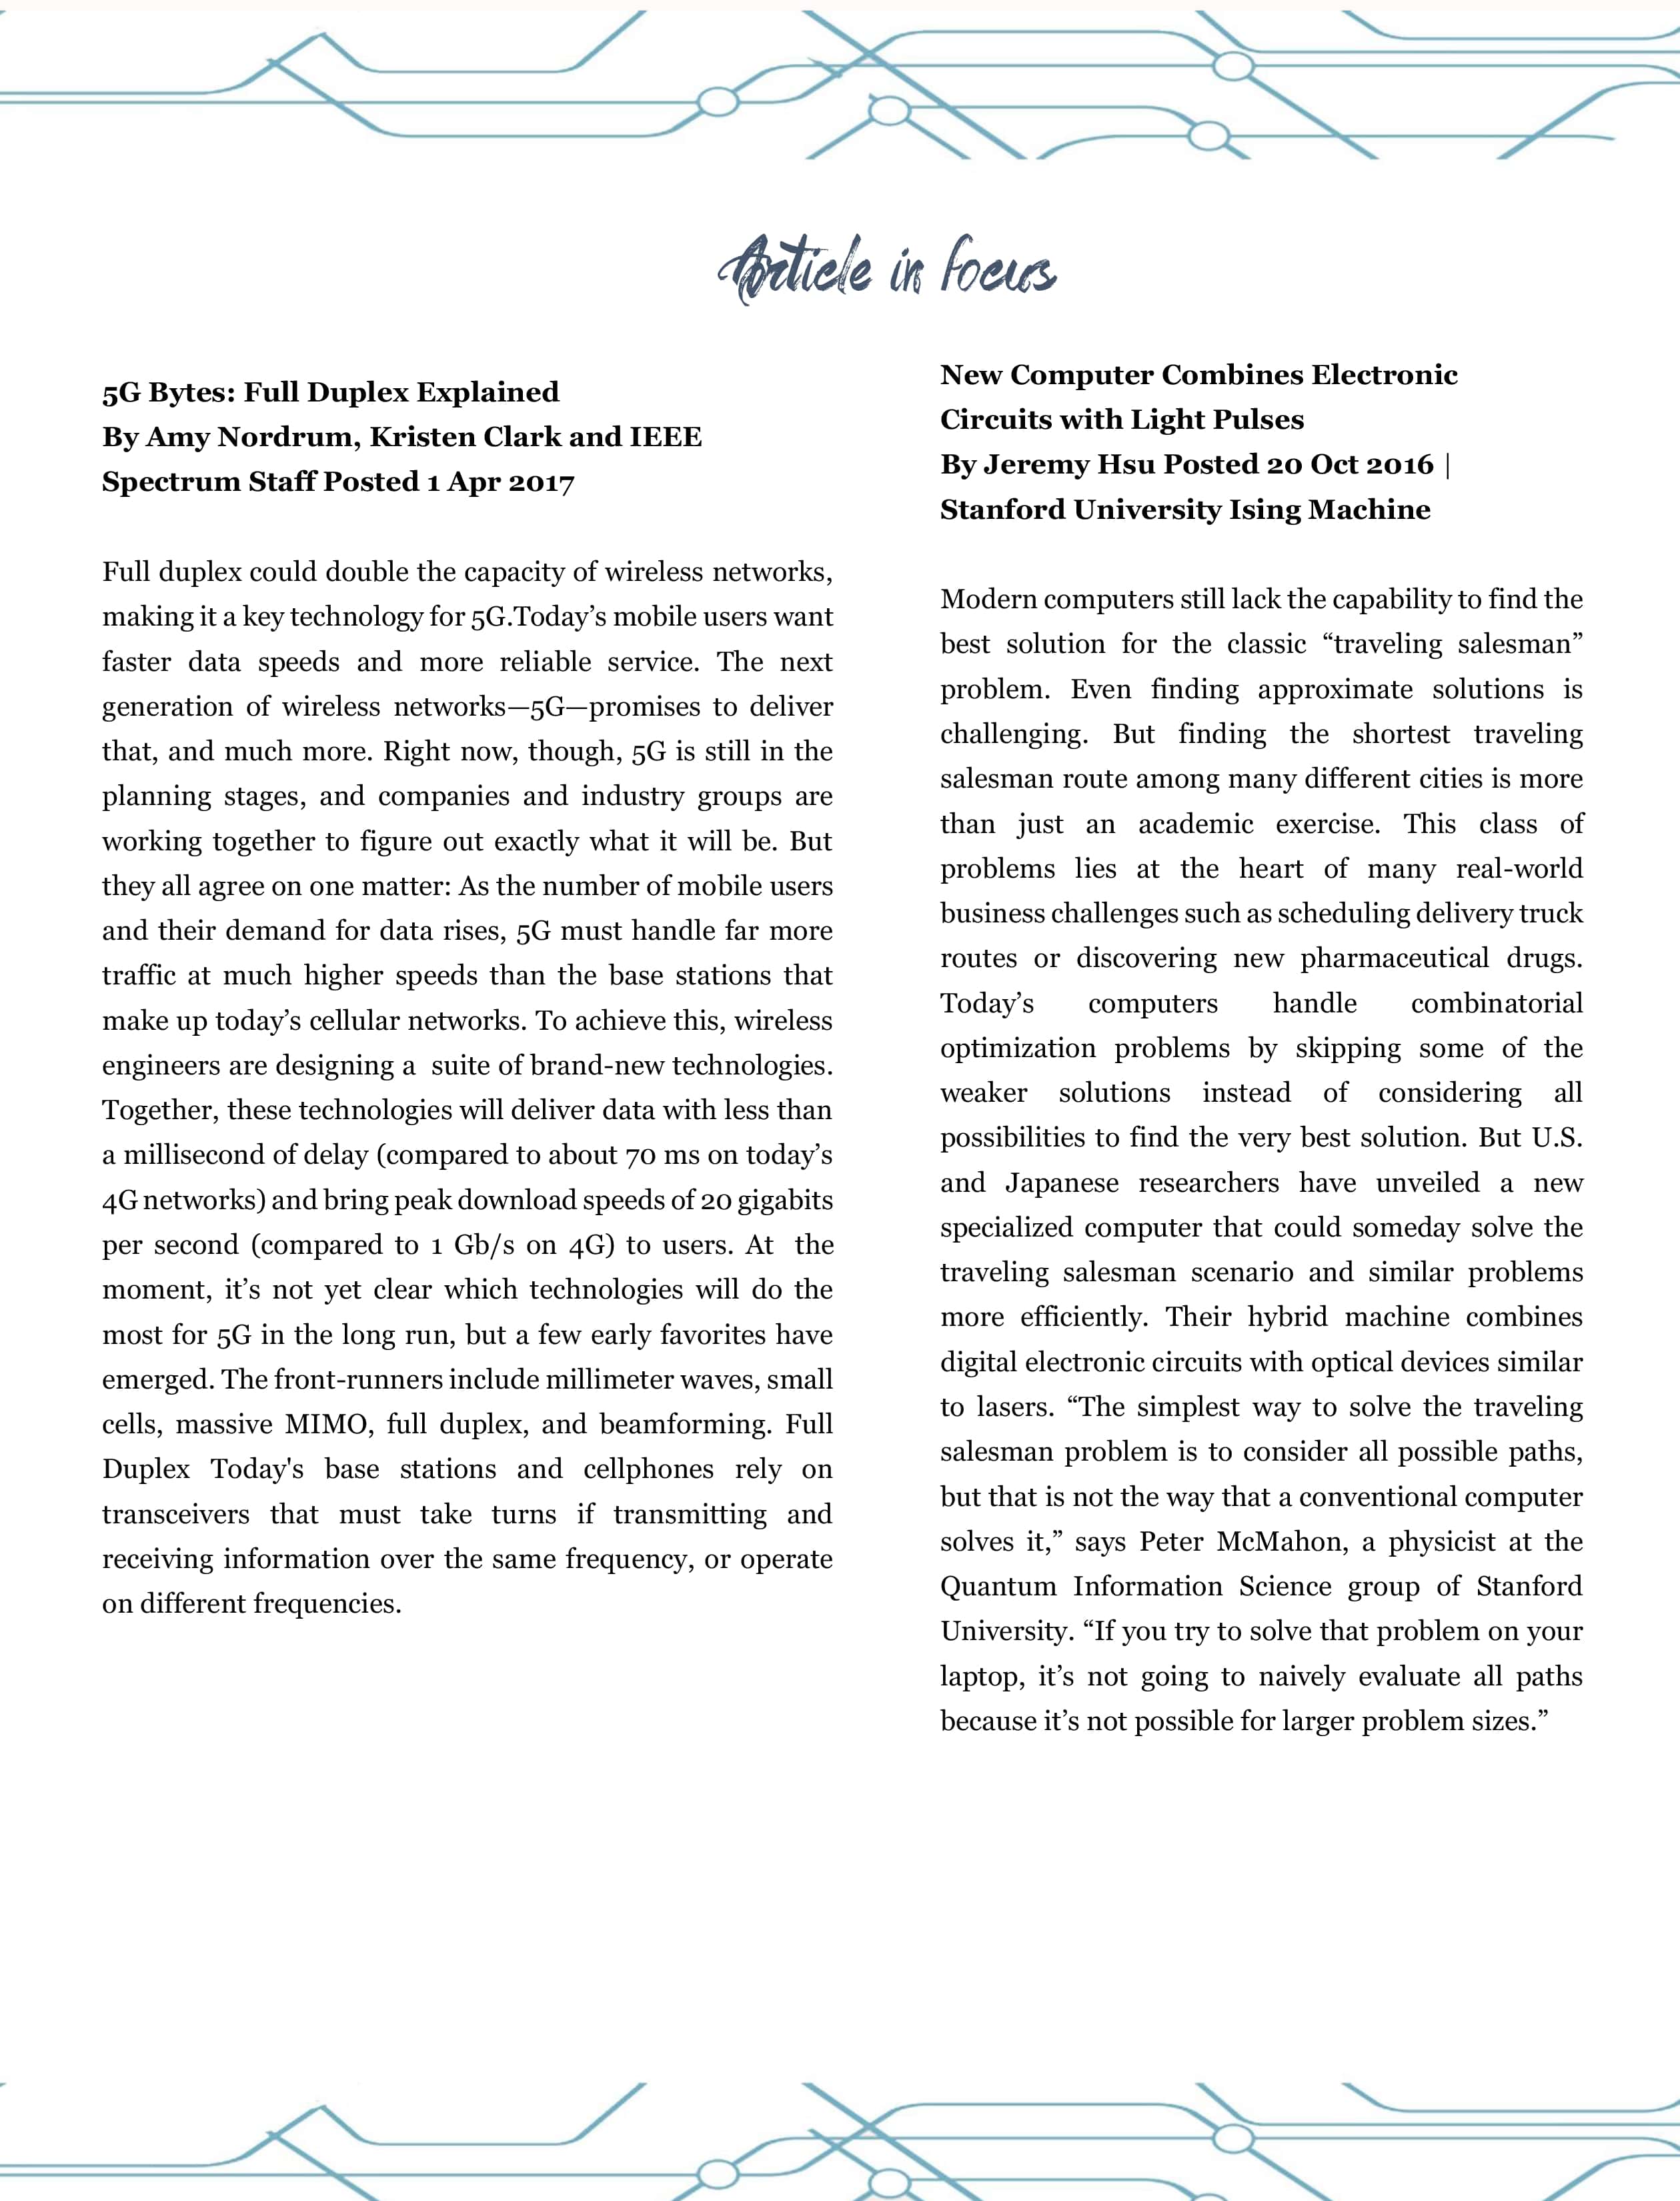 Article in focus
5G Bytes: Full Duplex Explained
By Amy Nordrum, Kristen Clark and IEEE
Spectrum Staff Posted 1 Apr 2017
Full duplex could double the capacity of wireless networks,
making it a key technology for 5G.Today’s mobile users want
faster data speeds and more reliable service. The next
generation of wireless networks—5G—promises to deliver
that, and much more. Right now, though, 5G is still in the
planning stages, and companies and industry groups are
working together to figure out exactly what it will be. But
they all agree on one matter: As the number of mobile users
and their demand for data rises, 5G must handle far more
traffic at much higher speeds than the base stations that
make up today’s cellular networks. To achieve this, wireless
engineers are designing a suite of brand-new technologies.
Together, these technologies will deliver data with less than
a millisecond of delay (compared to about 70 ms on today’s
4G networks) and bring peak download speeds of 20 gigabits
per second (compared to 1 Gb/s on 4G) to users. At the
moment, it’s not yet clear which technologies will do the
most for 5G in the long run, but a few early favorites have
emerged. The front-runners include millimeter waves, small
cells, massive MIMO, full duplex, and beamforming. Full
Duplex Today's base stations and cellphones rely on
transceivers that must take turns if transmitting and
receiving information over the same frequency, or operate
on different frequencies.
New Computer Combines Electronic
Circuits with Light Pulses
By Jeremy Hsu Posted 20 Oct 2016 |
Stanford University Ising Machine
Modern computers still lack the capability to find the
best solution for the classic “traveling salesman”
problem. Even finding approximate solutions is
challenging. But finding the shortest traveling
salesman route among many different cities is more
than just an academic exercise. This class of
problems lies at the heart of many real-world
business challenges such as scheduling delivery truck
routes or discovering new pharmaceutical drugs.
Today’s computers handle combinatorial
optimization problems by skipping some of the
weaker solutions instead of considering all
possibilities to find the very best solution. But U.S.
and Japanese researchers have unveiled a new
specialized computer that could someday solve the
traveling salesman scenario and similar problems
more efficiently. Their hybrid machine combines
digital electronic circuits with optical devices similar
to lasers. “The simplest way to solve the traveling
salesman problem is to consider all possible paths,
but that is not the way that a conventional computer
solves it,” says Peter McMahon, a physicist at the
Quantum Information Science group of Stanford
University. “If you try to solve that problem on your
laptop, it’s not going to naively evaluate all paths
because it’s not possible for larger problem sizes.”